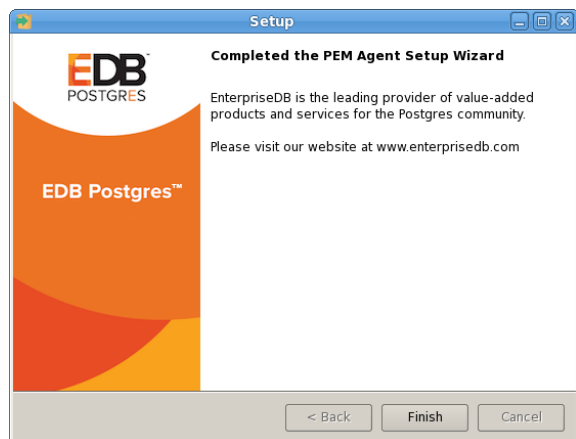 Setup
EDB
POSTGRES
EDB Postgres™
Completed the PEM Agent Setup Wizard
EnterpriseDB is the leading provider of value-added
products and services for the Postgres community.
Please visit our website at www.enterprisedb.com
< Back
Finish
Cancel